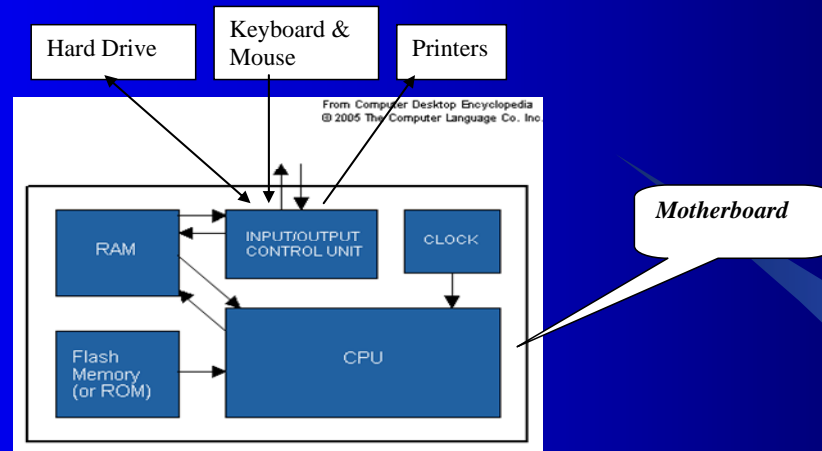 Hard Drive
Keyboard &
Mouse
Printers
From Computer Desktop Encyclopedia
© 2005 The Computer Language Co. Inc.
Motherboard
RAM
INPUT/OUTPUT
CONTROL UNIT
CLOCK
Flash
Memory
(or ROM)
CPU